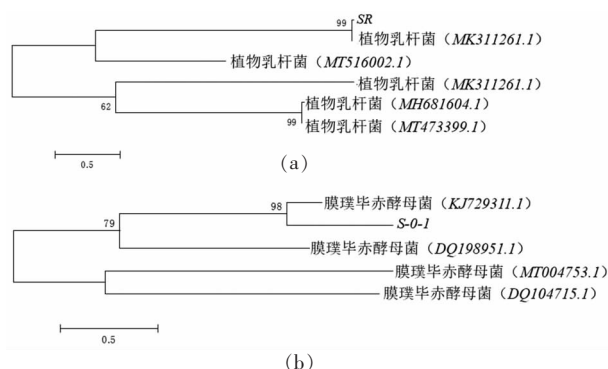 99
SR
植物乳杆菌（MK311261.1）
植物乳杆菌（MT516002.1）
植物乳杆菌（MK311261.1）
62
植物乳杆菌（MH681604.1）
99
植物乳杆菌（MT473399.1）
0.5
（a）
98
膜璞毕赤酵母菌（KJ729311.1）
79
S-0-1
膜璞毕赤酵母菌（DQ198951.1）
膜璞毕赤酵母菌（MT004753.1）
膜璞毕赤酵母菌（DQ104715.1）
0.5
（b）